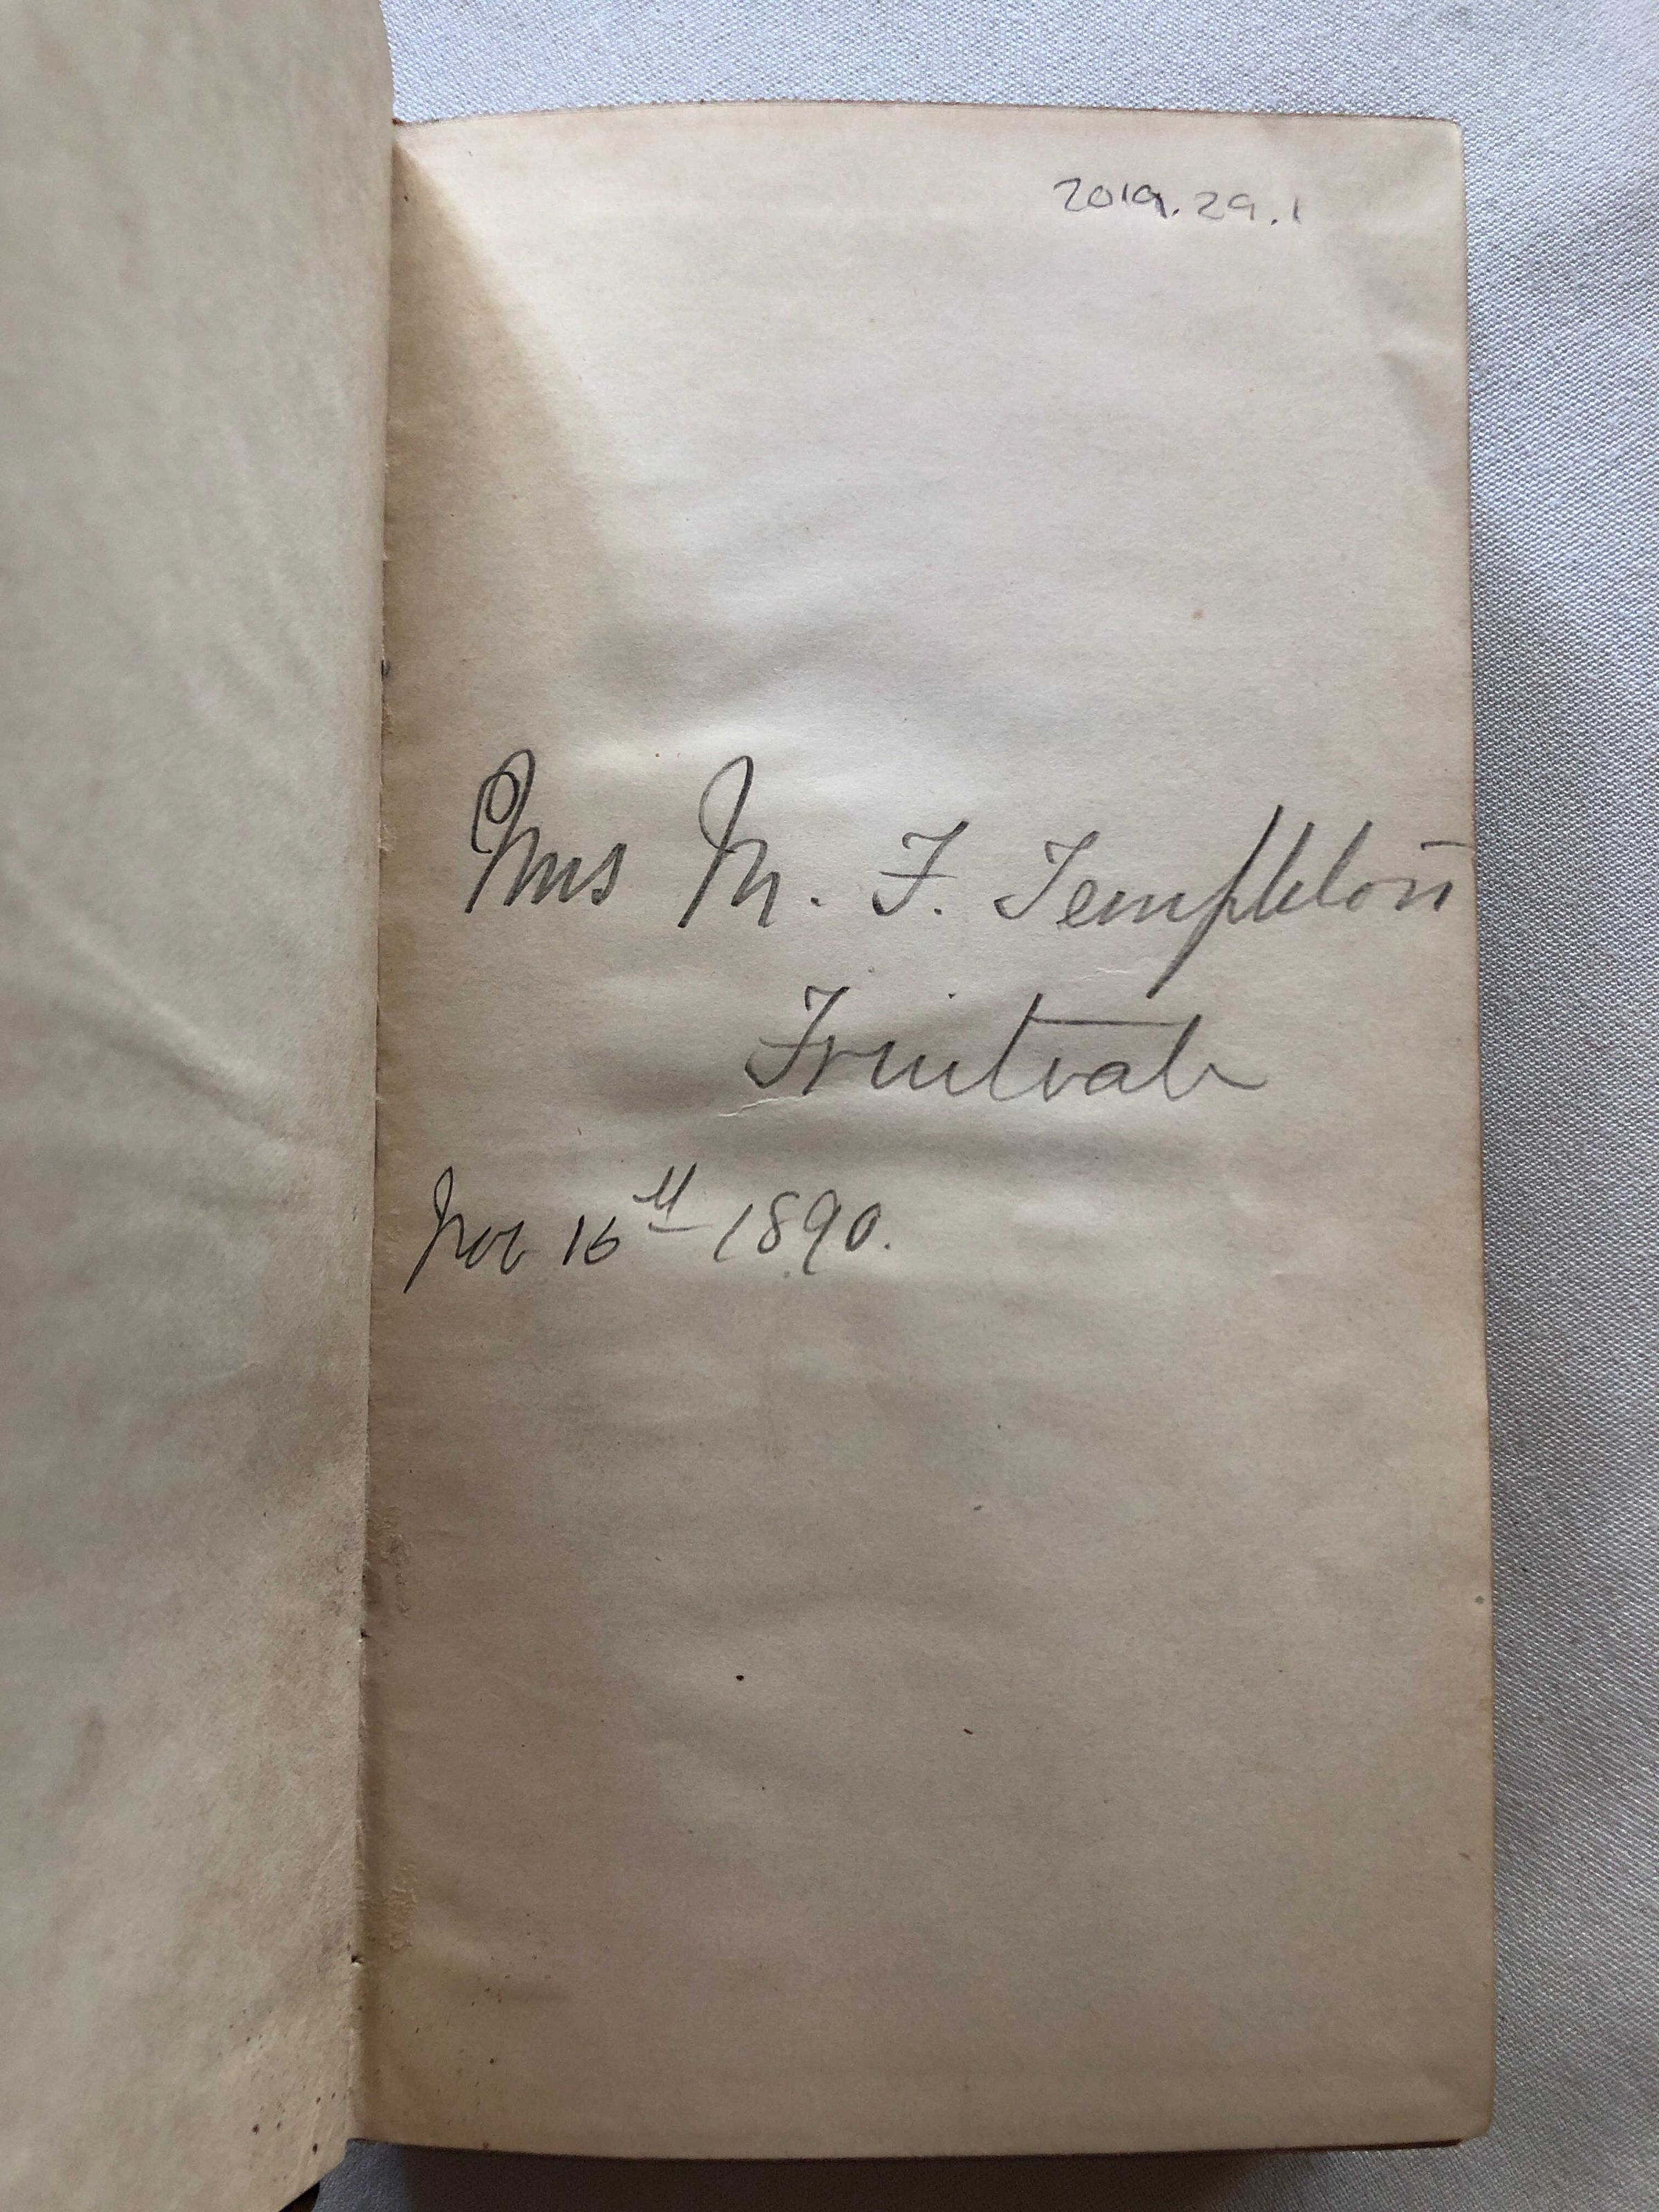 2019.29.1
Mrs M. F. Templeton
Fruitvale
Nov 16th 1890.